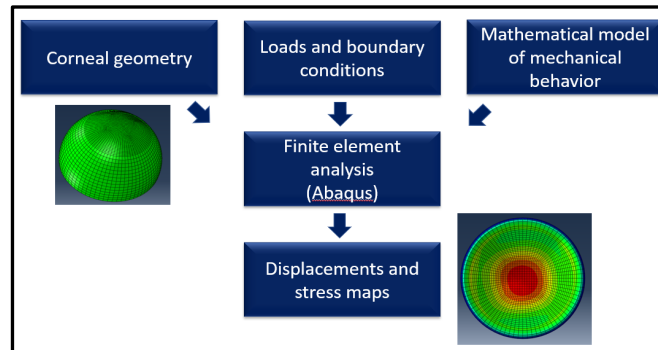 Corneal geometry
Loads and boundary
conditions
Mathematical model
of mechanical
behavior
Finite element
analysis
(Abaqus)
Displacements and
stress maps